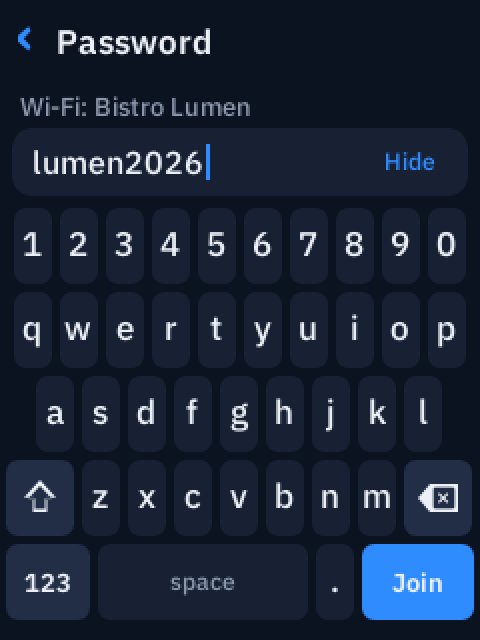 Password
Wi-Fi: Bistro Lumen
lumen2026 Hide
1 2 3 4 5 6 7 8 9 0
q w e r t y u i o p
a s d f g h j k l
z x c v b n m
123 space . Join